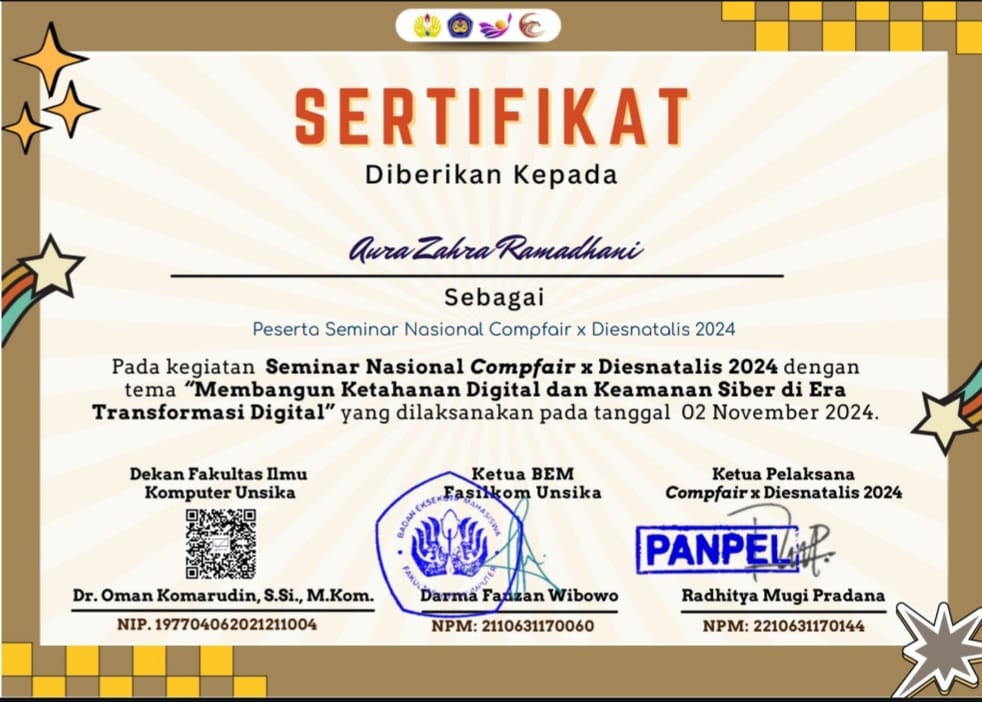 SERTIFIKAT
Diberikan Kepada
Aura Zahra Ramadhani
Sebagai
Peserta Seminar Nasional Compfair x Diesnatalis 2024
Pada kegiatan Seminar Nasional Compfair x Diesnatalis 2024 dengan
tema “Membangun Ketahanan Digital dan Keamanan Siber di Era
Transformasi Digital” yang dilaksanakan pada tanggal 02 November 2024.
Dekan Fakultas Ilmu
Komputer Unsika
Dr. Oman Komarudin, S.Si., M.Kom.
NIP. 197704062021211004
Ketua BEM
Fasilkom Unsika
BADAN EKSEKUTIF MAHASISWA
FAKULTAS ILMU KOMPUTER
Darma Fauzan Wibowo
NPM: 2110631170060
Ketua Pelaksana
Compfair x Diesnatalis 2024
PANPEL
Radhitya Mugi Pradana
NPM: 2210631170144